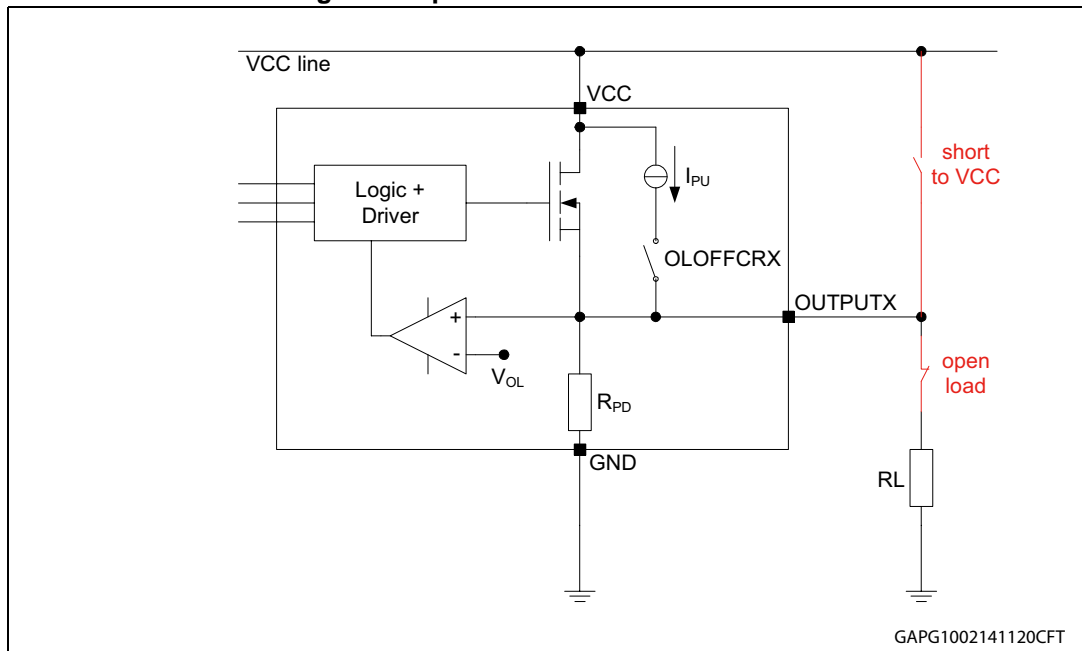 VCC line
VCC
short
to VCC
IPU
Logic +
Driver
OLOFFCRX
OUTPUTX
+
-
VOL
open
load
RPD
GND
RL
GAPG1002141120CFT